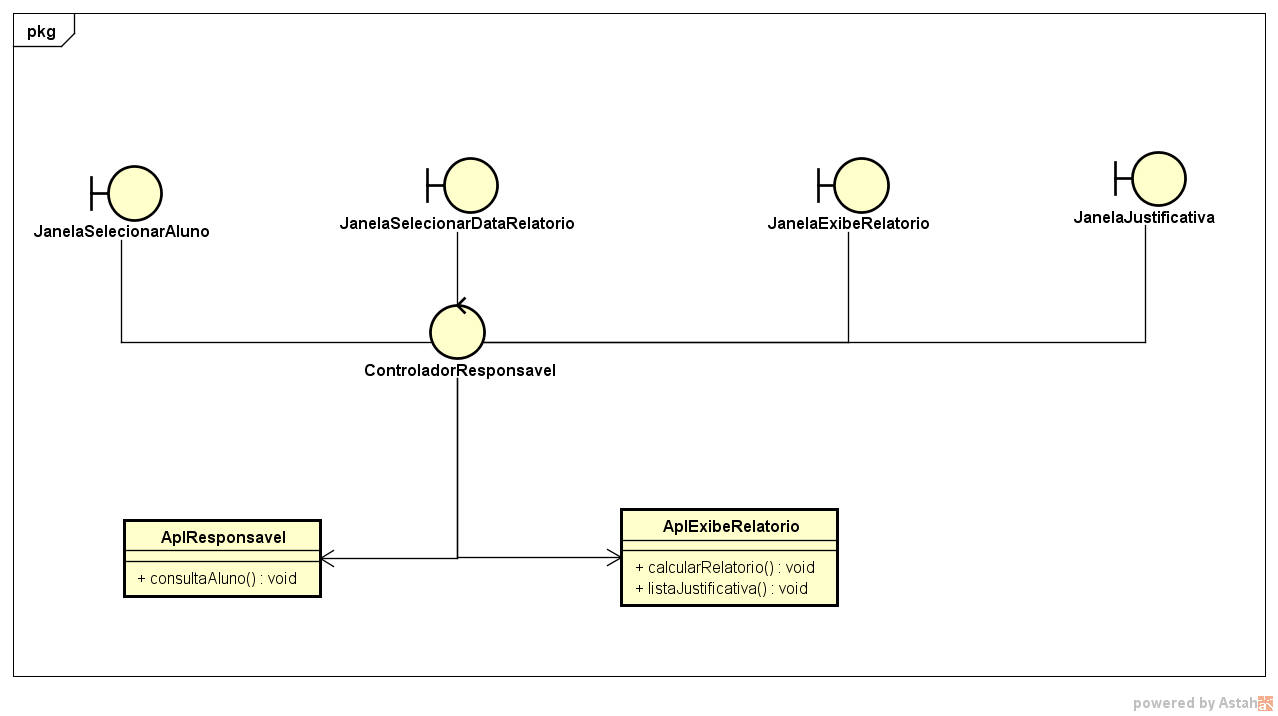 pkg
JanelaSelecionarAluno
JanelaSelecionarDataRelatorio
JanelaExibeRelatorio
JanelaJustificativa
ControladorResponsavel
AplResponsavel
+ consultaAluno() : void
AplExibeRelatorio
+ calcularRelatorio() : void
+ listaJustificativa() : void
powered by Astah